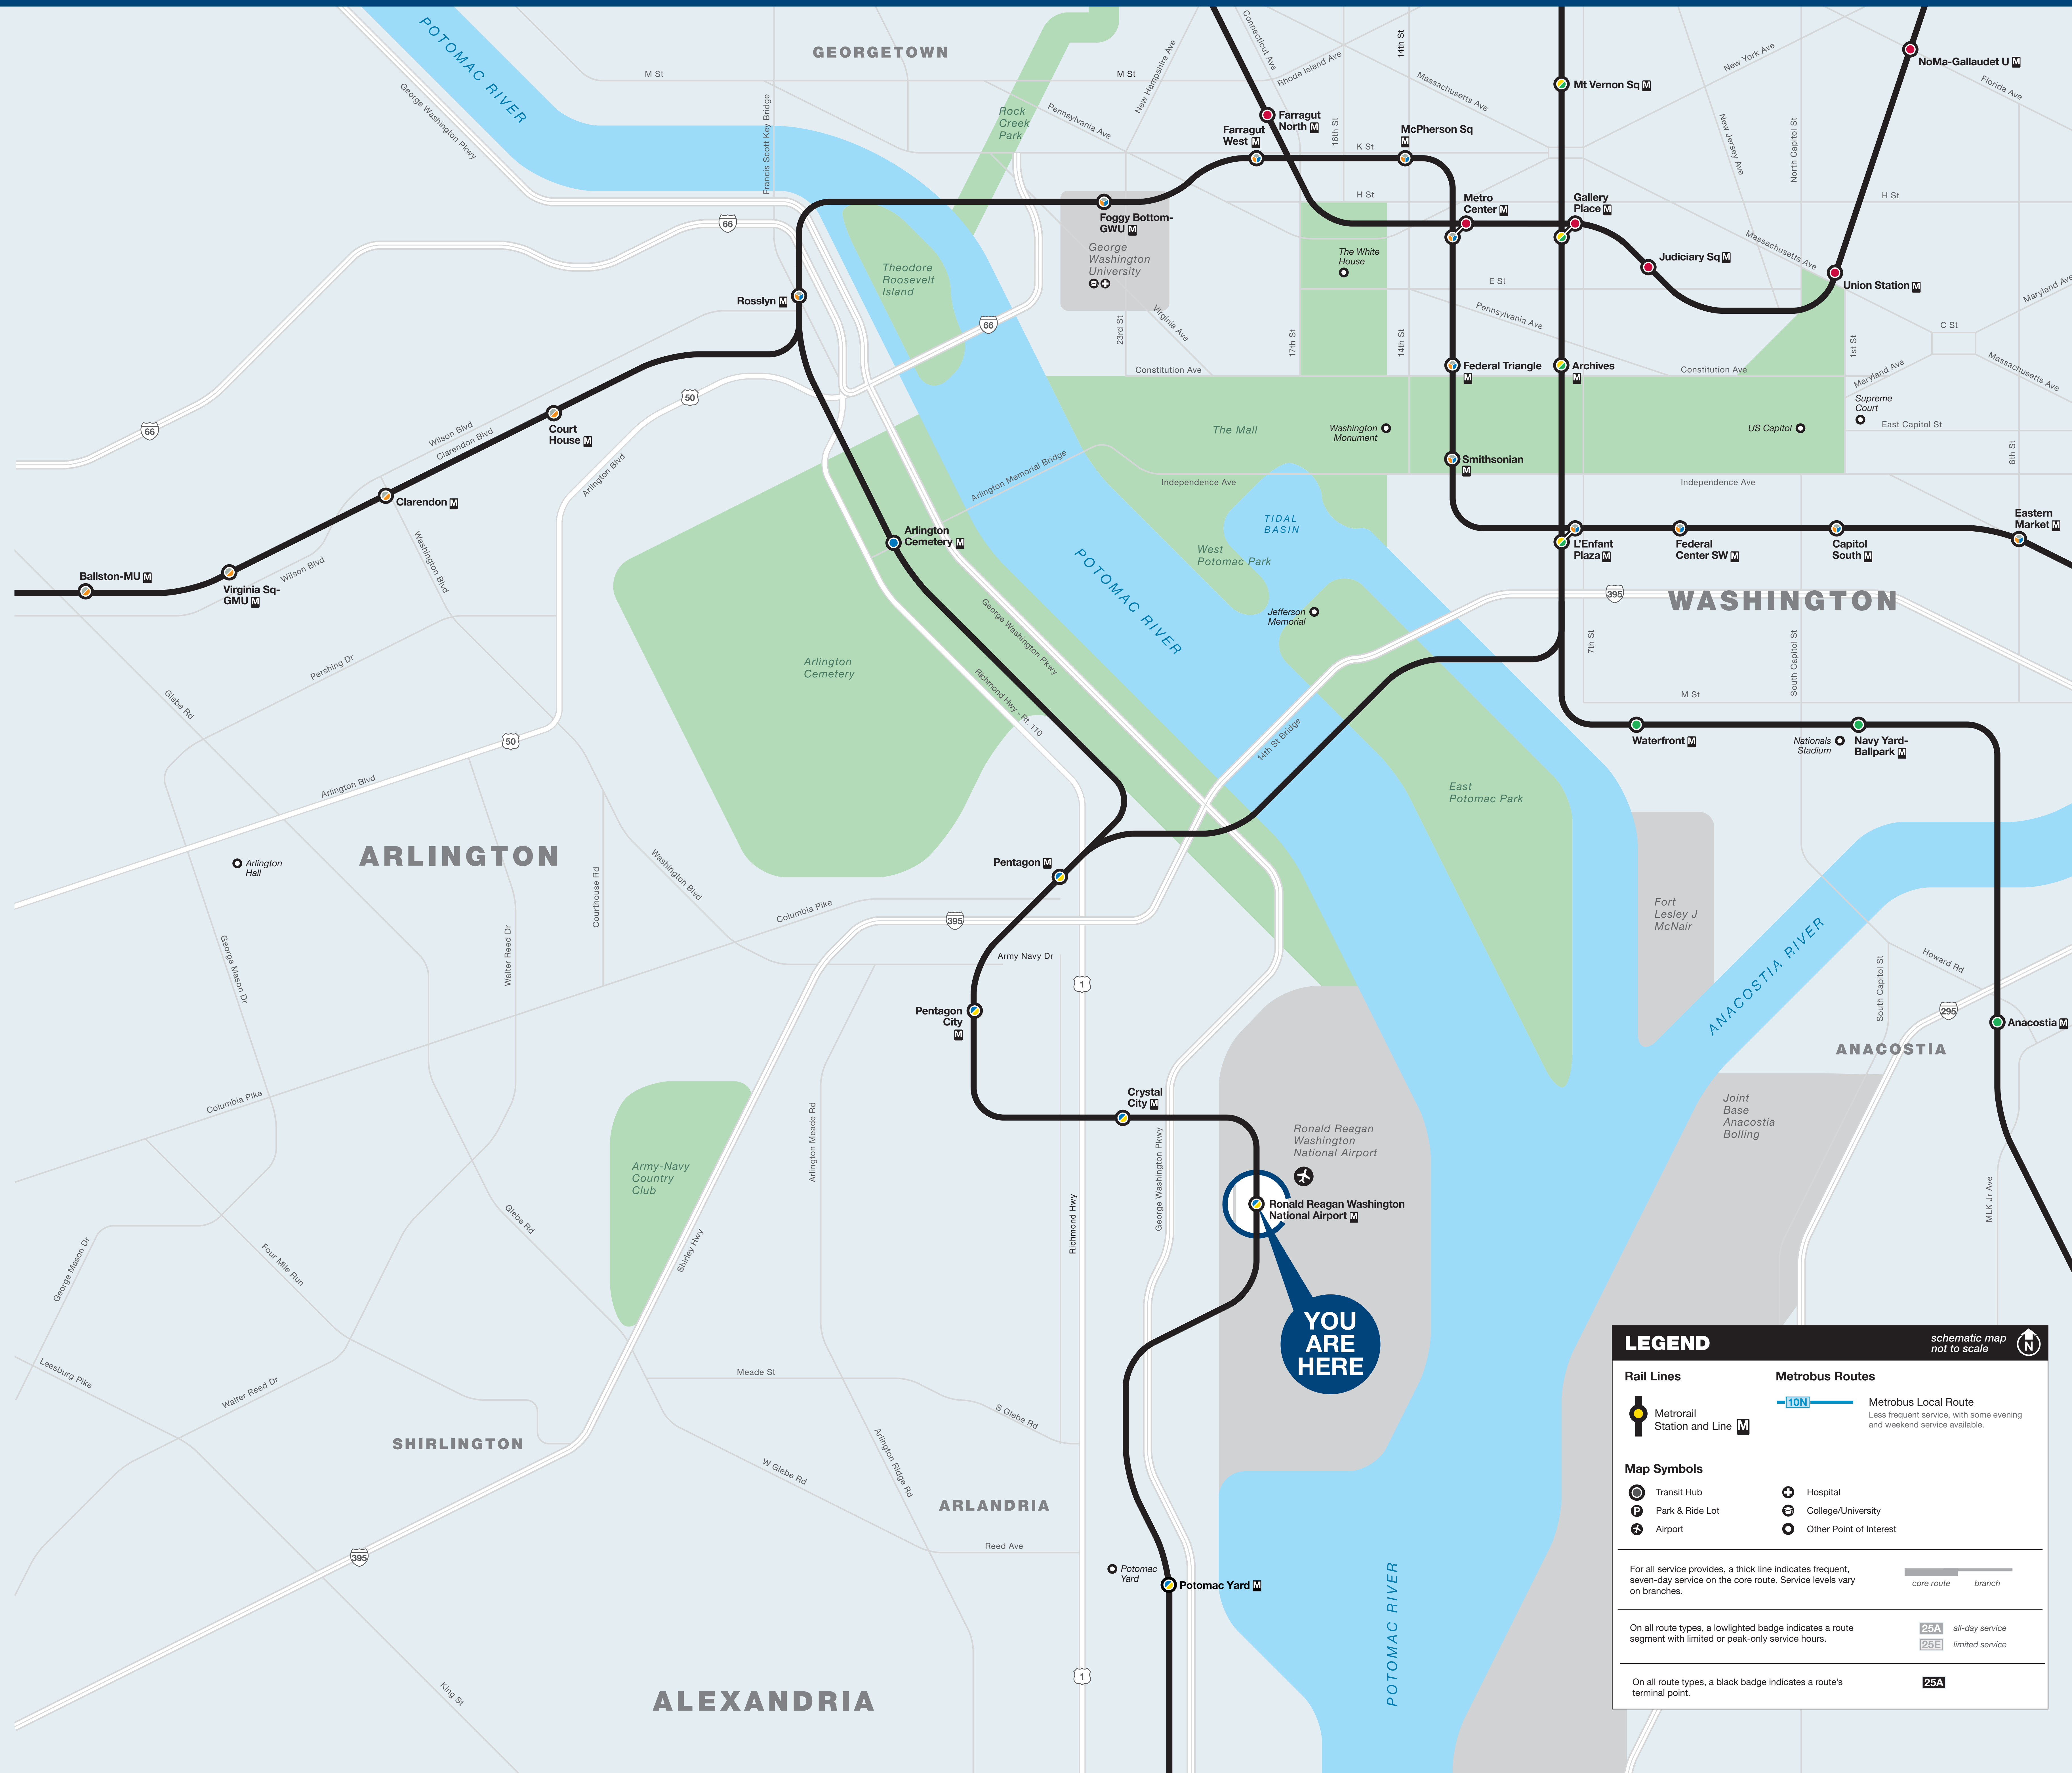 POTOMAC RIVER
GEORGETOWN
M St
M St
George Washington Pkwy
Francis Scott Key Bridge
Rock
Creek
Park
Pennsylvania Ave
New Hampshire Ave
Connecticut Ave
Rhode Island Ave
16th St
14th St
Massachusetts Ave
New York Ave
New Jersey Ave
North Capitol St
Florida Ave
NoMa-Gallaudet U M
Mt Vernon Sq M
Farragut
North M
Farragut
West M
McPherson Sq
M
K St
H St
H St
Metro
Center M
Gallery
Place M
Judiciary Sq M
Massachusetts Ave
Union Station M
Maryland Ave
Foggy Bottom-
GWU M
George
Washington
University
The White
House
E St
Pennsylvania Ave
66
Theodore
Roosevelt
Island
Rosslyn M
66
23rd St
Virginia Ave
17th St
14th St
1st St
C St
Massachusetts Ave
Maryland Ave
Constitution Ave
Constitution Ave
Federal Triangle
M
Archives
M
Supreme
Court
50
66
Court
House M
Wilson Blvd
Clarendon Blvd
Arlington Blvd
The Mall
Washington
Monument
US Capitol
East Capitol St
8th St
Smithsonian
M
Arlington Memorial Bridge
Independence Ave
Independence Ave
Clarendon M
TIDAL
BASIN
West
Potomac Park
Arlington
Cemetery M
L'Enfant
Plaza M
Federal
Center SW M
Capitol
South M
Eastern
Market M
Ballston-MU M
Virginia Sq-
GMU M
Wilson Blvd
Washington Blvd
POTOMAC RIVER
George Washington Pkwy
Jefferson
Memorial
395
WASHINGTON
Pershing Dr
Glebe Rd
Arlington
Cemetery
Richmond Hwy - Rt. 110
7th St
South Capitol St
M St
50
14th St Bridge
Waterfront M
Nationals
Stadium
Navy Yard-
Ballpark M
Arlington Blvd
East
Potomac Park
ARLINGTON
Arlington
Hall
Pentagon M
Washington Blvd
Courthouse Rd
Columbia Pike
395
Fort
Lesley J
McNair
ANACOSTIA RIVER
George Mason Dr
Walter Reed Dr
Army Navy Dr
1
Howard Rd
South Capitol St
295
Pentagon
City
M
Anacostia M
ANACOSTIA
Columbia Pike
Crystal
City M
Joint
Base
Anacostia
Bolling
Army-Navy
Country
Club
Arlington Meade Rd
Ronald Reagan
Washington
National Airport
George Washington Pkwy
Richmond Hwy
Ronald Reagan Washington
National Airport M
MLK Jr Ave
George Mason Dr
Four Mile Run
Glebe Rd
Shirley Hwy
YOU
ARE
HERE
Leesburg Pike
Walter Reed Dr
Meade St
S Glebe Rd
SHIRLINGTON
W Glebe Rd
Arlington Ridge Rd
ARLANDRIA
Reed Ave
395
Potomac
Yard
Potomac Yard M
POTOMAC RIVER
1
King St
ALEXANDRIA
LEGEND
schematic map
not to scale
N
Rail Lines
Metrobus Routes
Metrorail
Station and Line M
10N
Metrobus Local Route
Less frequent service, with some evening
and weekend service available.
Map Symbols
Transit Hub
Hospital
P Park & Ride Lot
College/University
Airport
Other Point of Interest
For all service provides, a thick line indicates frequent,
seven-day service on the core route. Service levels vary
on branches.
core route
branch
On all route types, a lowlighted badge indicates a route
segment with limited or peak-only service hours.
25A all-day service
25E limited service
On all route types, a black badge indicates a route's
terminal point.
25A